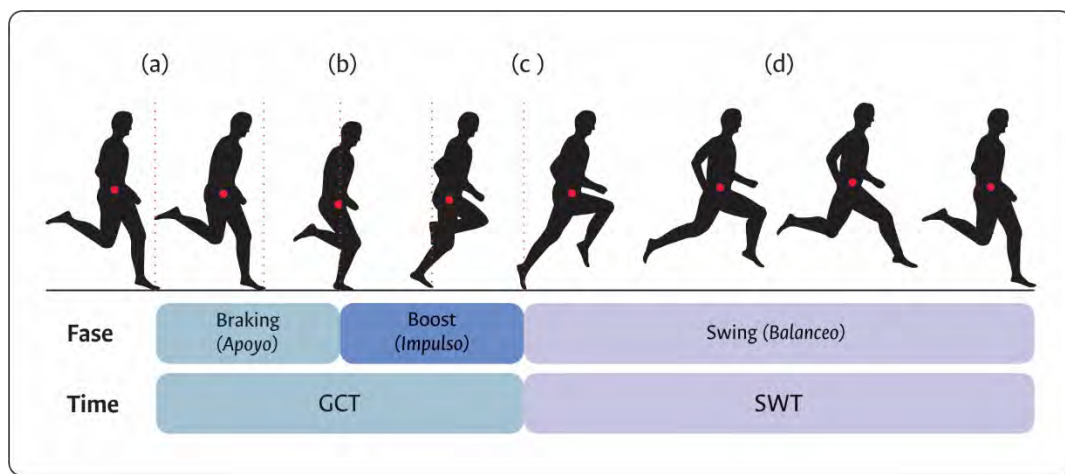 (a) (b) (c ) (d)
Fase
Braking
(Apoyo)
Boost
(Impulso)
Swing (Balanceo)
Time
GCT
SWT